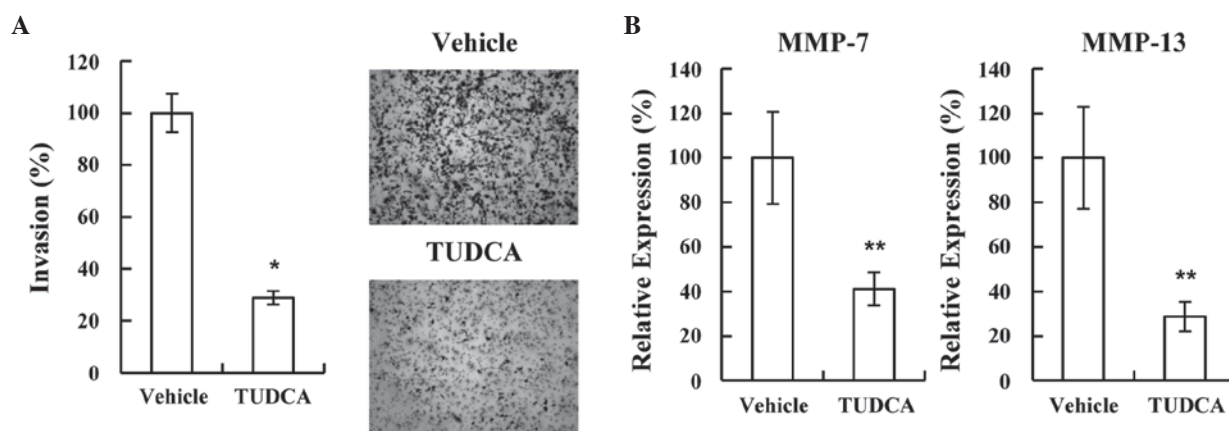 A
Invasion (%)
120
100
80
60
40
20
0
*
Vehicle
TUDCA
Vehicle
TUDCA
B
MMP-7
Relative Expression (%)
140
120
100
80
60
40
20
0
**
Vehicle
TUDCA
MMP-13
Relative Expression (%)
140
120
100
80
60
40
20
0
**
Vehicle
TUDCA